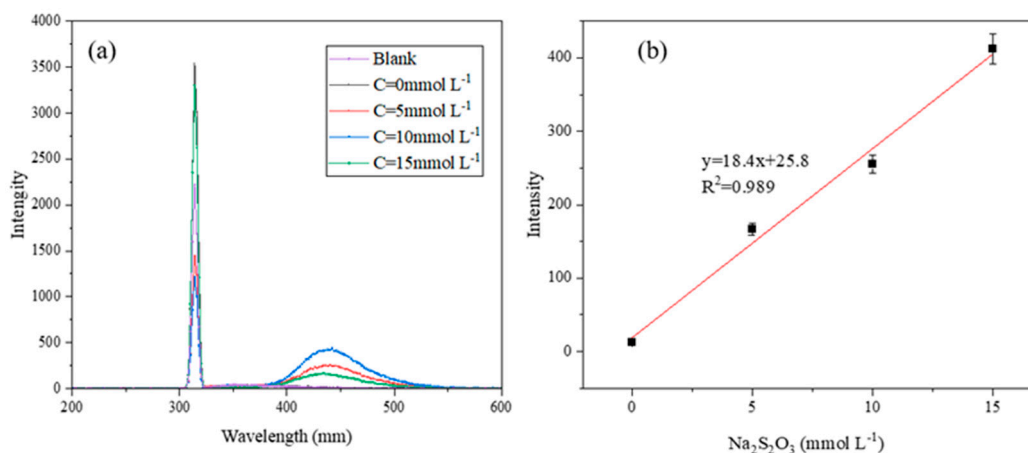 (a)
Blank
C=0mmol L⁻¹
C=5mmol L⁻¹
C=10mmol L⁻¹
C=15mmol L⁻¹
4000
3500
3000
2500
2000
1500
1000
500
0
Intengity
200 300 400 500 600
Wavelength (mm)
(b)
y=18.4x+25.8
R²=0.989
400
300
200
100
0
Intensity
0 5 10 15
Na₂S₂O₃ (mmol L⁻¹)